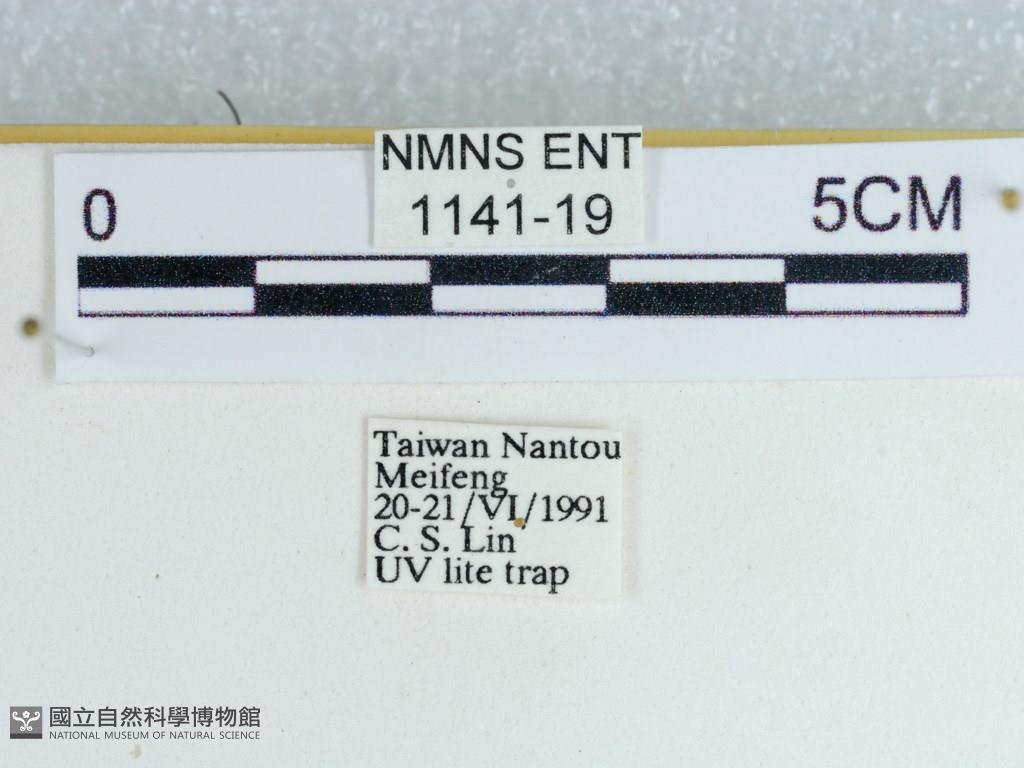 NMNS ENT
1141-19
0
5CM
Taiwan Nantou
Meifeng
20-21/VI/1991
C. S. Lin
UV lite trap
國立自然科學博物館
NATIONAL MUSEUM OF NATURAL SCIENCE